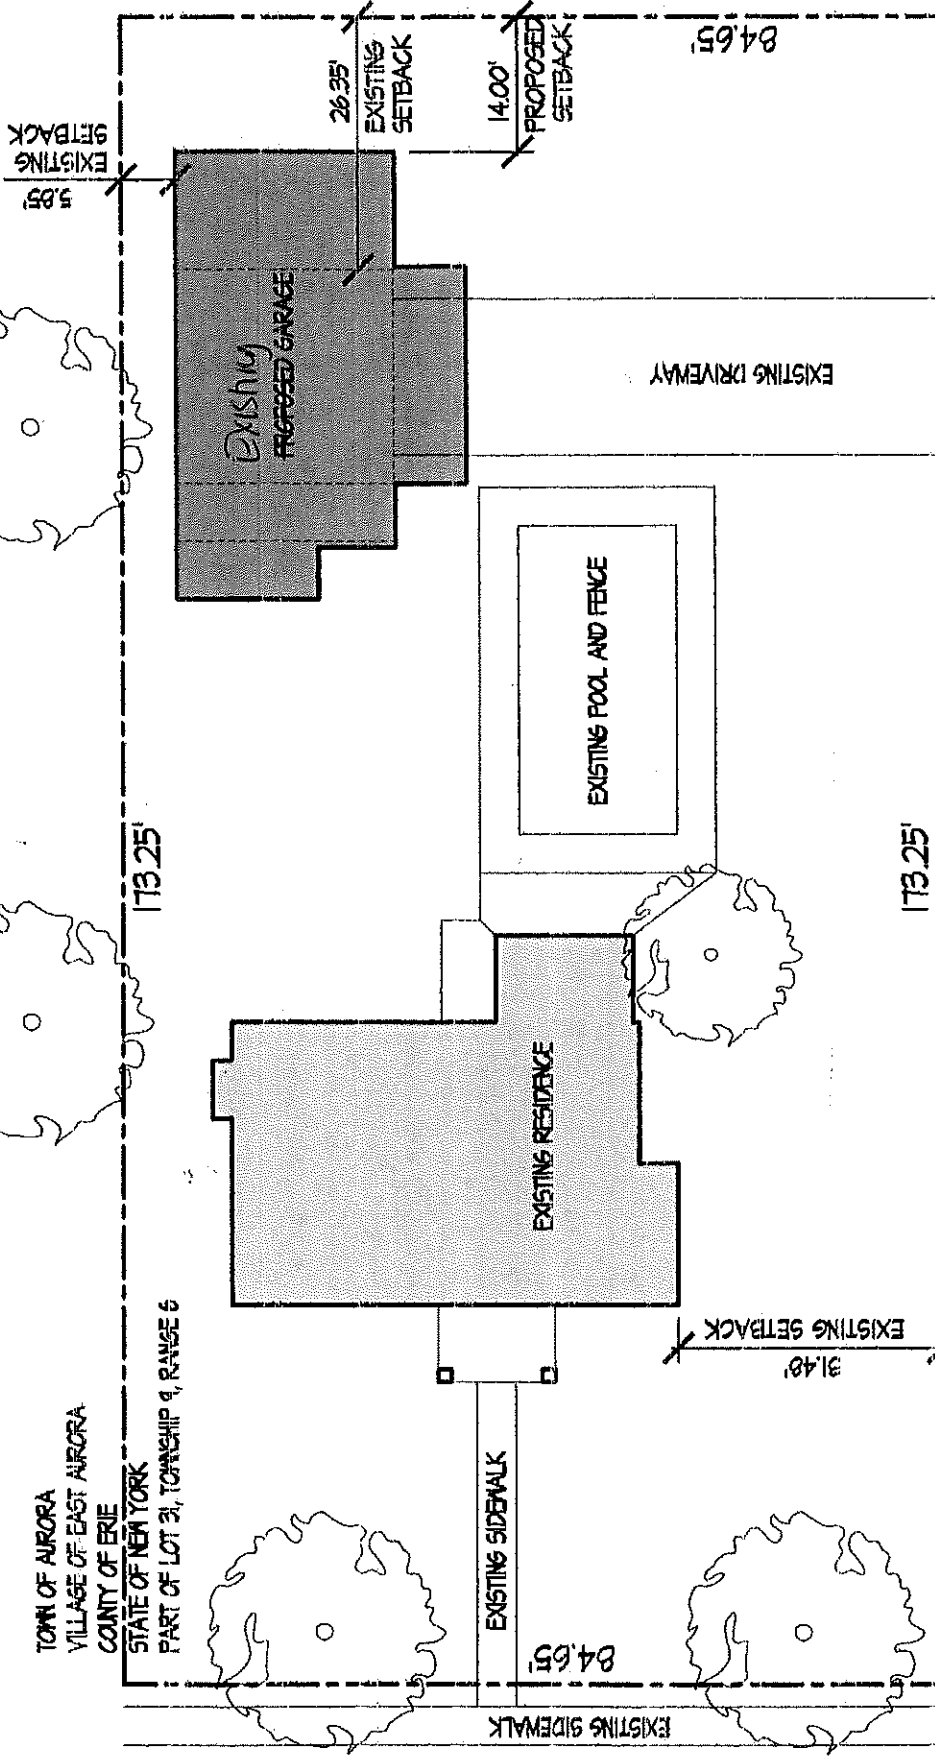 TOWN OF AURORA
VILLAGE OF EAST AURORA
COUNTY OF ERIE
STATE OF NEW YORK
PART OF LOT 31, TOWNSHIP 9, RANGE 6
173.25'
5.85'
EXISTING
SETBACK
26.35'
EXISTING
SETBACK
14.00'
PROPOSED
SETBACK
84.65'
Existing
PROPOSED GARAGE
EXISTING DRIVEWAY
EXISTING POOL AND FENCE
173.25'
EXISTING RESIDENCE
31.48'
EXISTING SETBACK
EXISTING SIDEWALK
84.65'
EXISTING SIDEWALK